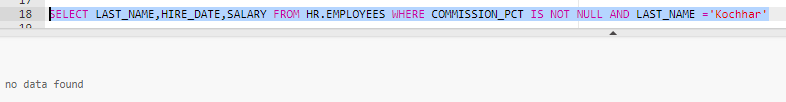 18 SELECT LAST_NAME,HIRE_DATE,SALARY FROM HR.EMPLOYEES WHERE COMMISSION_PCT IS NOT NULL AND LAST_NAME ='Kochhar'
no data found